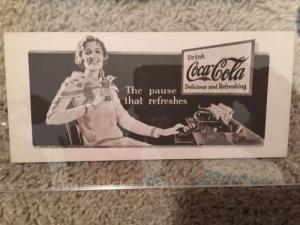 The pause
that refreshes
Drink
Coca-Cola
Delicious and Refreshing